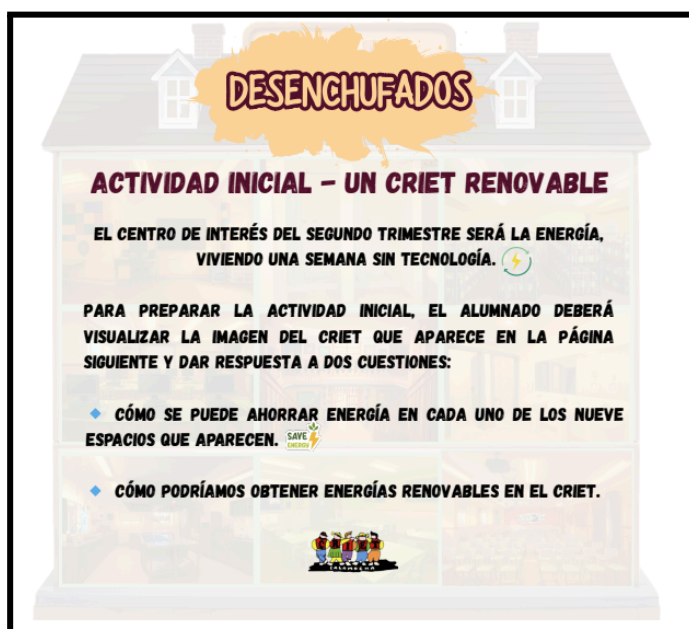 DESENCHUFADOS
ACTIVIDAD INICIAL – UN CRIET RENOVABLE
EL CENTRO DE INTERÉS DEL SEGUNDO TRIMESTRE SERÁ LA ENERGÍA,
VIVIENDO UNA SEMANA SIN TECNOLOGÍA.
PARA PREPARAR LA ACTIVIDAD INICIAL, EL ALUMNADO DEBERÁ
VISUALIZAR LA IMAGEN DEL CRIET QUE APARECE EN LA PÁGINA
SIGUIENTE Y DAR RESPUESTA A DOS CUESTIONES:
CÓMO SE PUEDE AHORRAR ENERGÍA EN CADA UNO DE LOS NUEVE
ESPACIOS QUE APARECEN.
SAVE
ENERGY
CÓMO PODRÍAMOS OBTENER ENERGÍAS RENOVABLES EN EL CRIET.